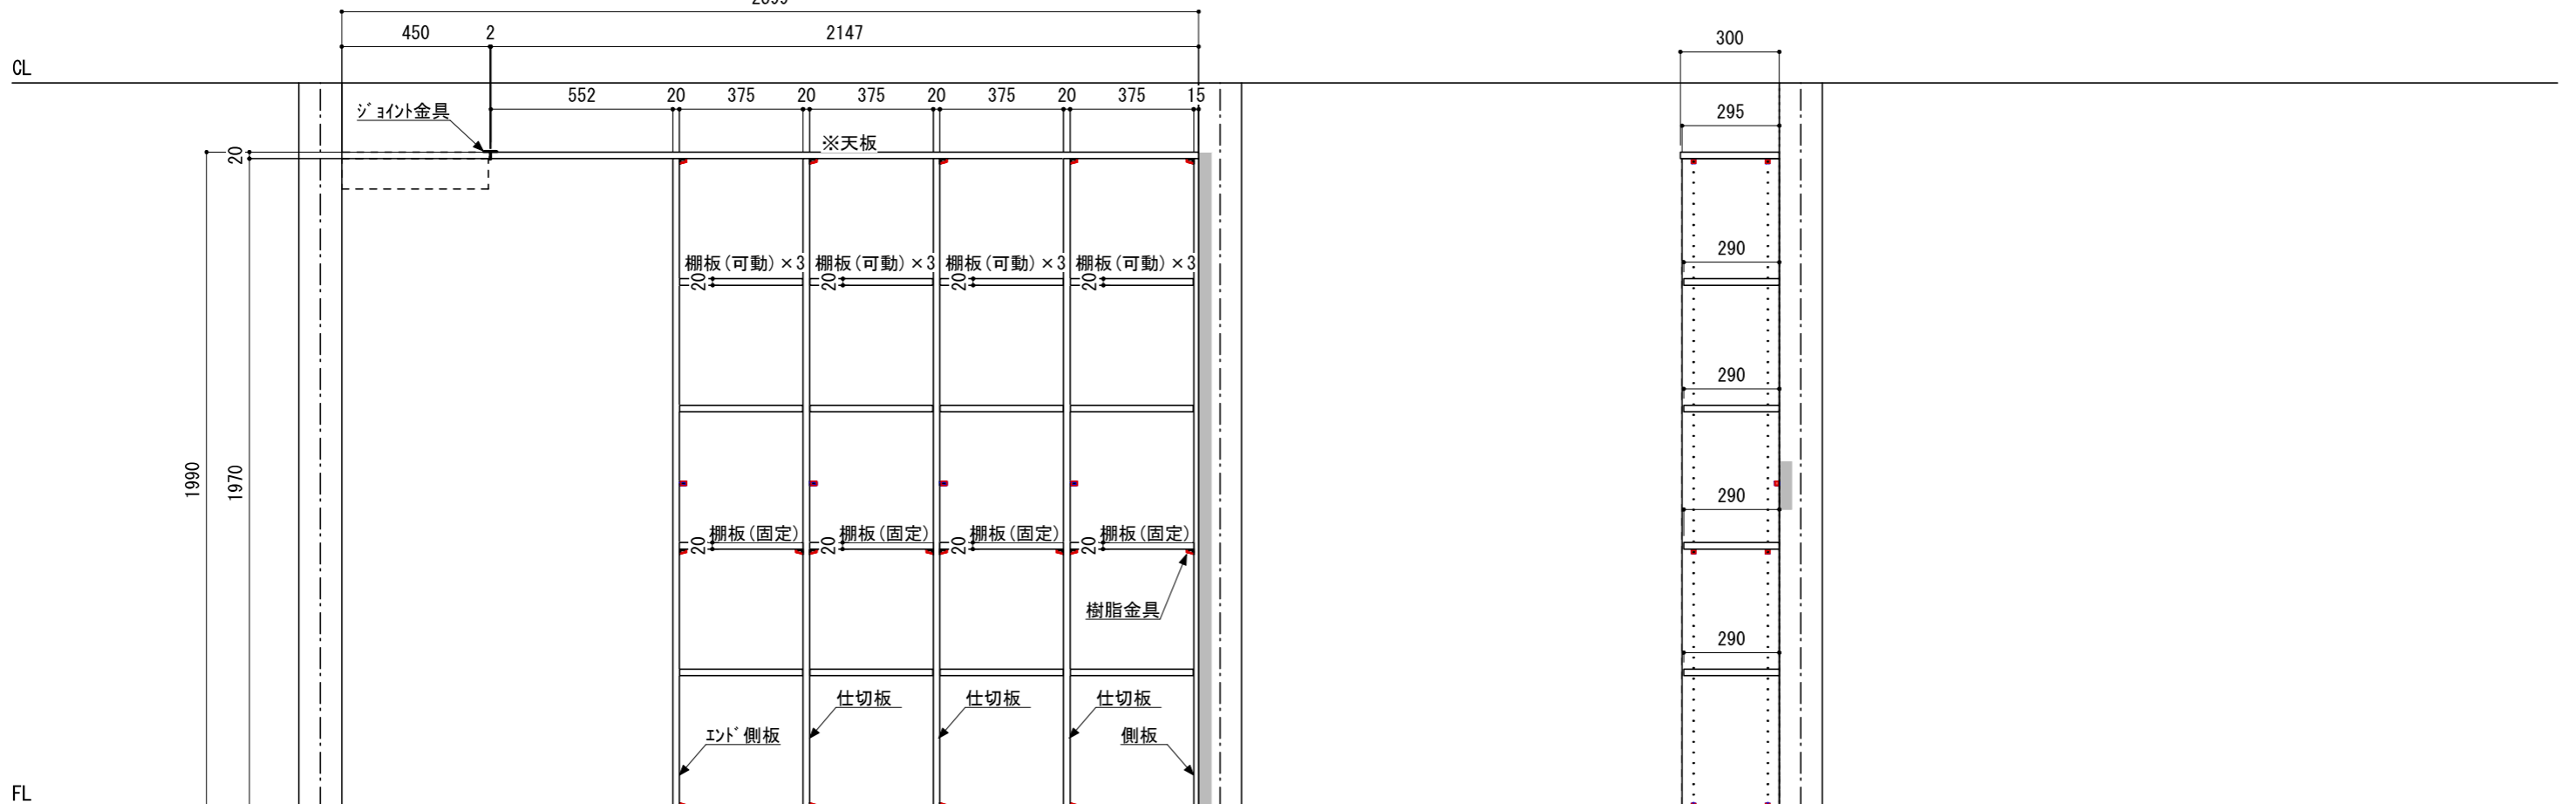 2599
450 2 2147
300
CL
552 20 375 20 375 20 375 20 375 15
295
ジョイント金具
※天板
20
棚板(可動)×3 棚板(可動)×3 棚板(可動)×3 棚板(可動)×3
290
20 20 20 20
290
1990
1970
290
棚板(固定) 棚板(固定) 棚板(固定) 棚板(固定)
20 20 20 20
樹脂金具
290
仕切板 仕切板 仕切板
エンド側板
側板
FL